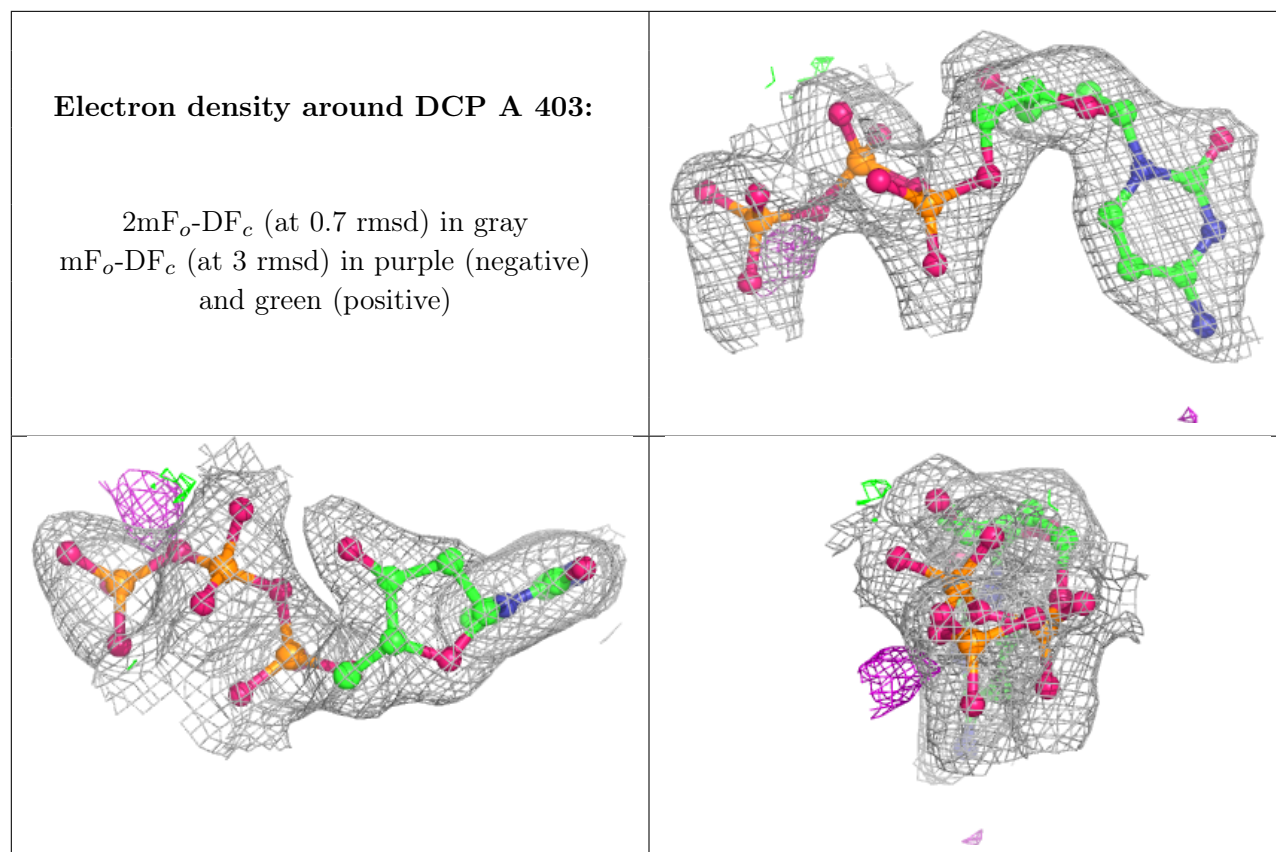 Electron density around DCP A 403:
2mFo-DFc (at 0.7 rmsd) in gray
mFo-DFc (at 3 rmsd) in purple (negative)
and green (positive)